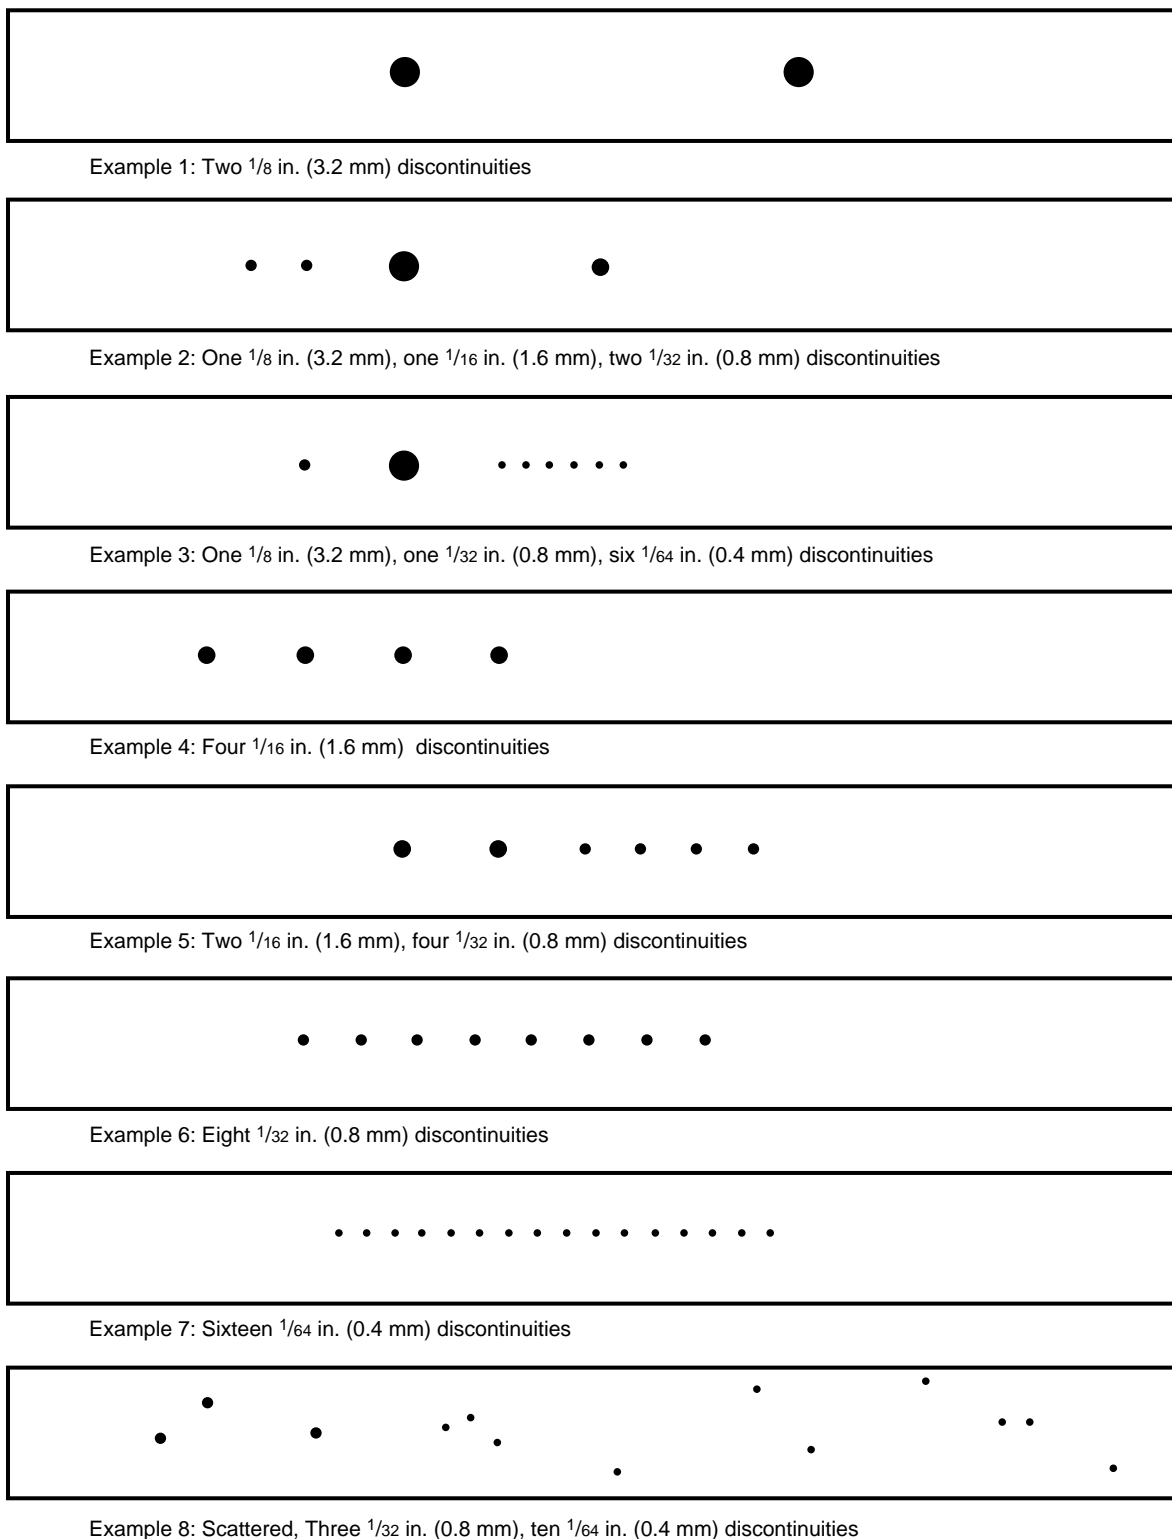 Example 1: Two 1/8 in. (3.2 mm) discontinuities
Example 2: One 1/8 in. (3.2 mm), one 1/16 in. (1.6 mm), two 1/32 in. (0.8 mm) discontinuities
Example 3: One 1/8 in. (3.2 mm), one 1/32 in. (0.8 mm), six 1/64 in. (0.4 mm) discontinuities
Example 4: Four 1/16 in. (1.6 mm) discontinuities
Example 5: Two 1/16 in. (1.6 mm), four 1/32 in. (0.8 mm) discontinuities
Example 6: Eight 1/32 in. (0.8 mm) discontinuities
Example 7: Sixteen 1/64 in. (0.4 mm) discontinuities
Example 8: Scattered, Three 1/32 in. (0.8 mm), ten 1/64 in. (0.4 mm) discontinuities